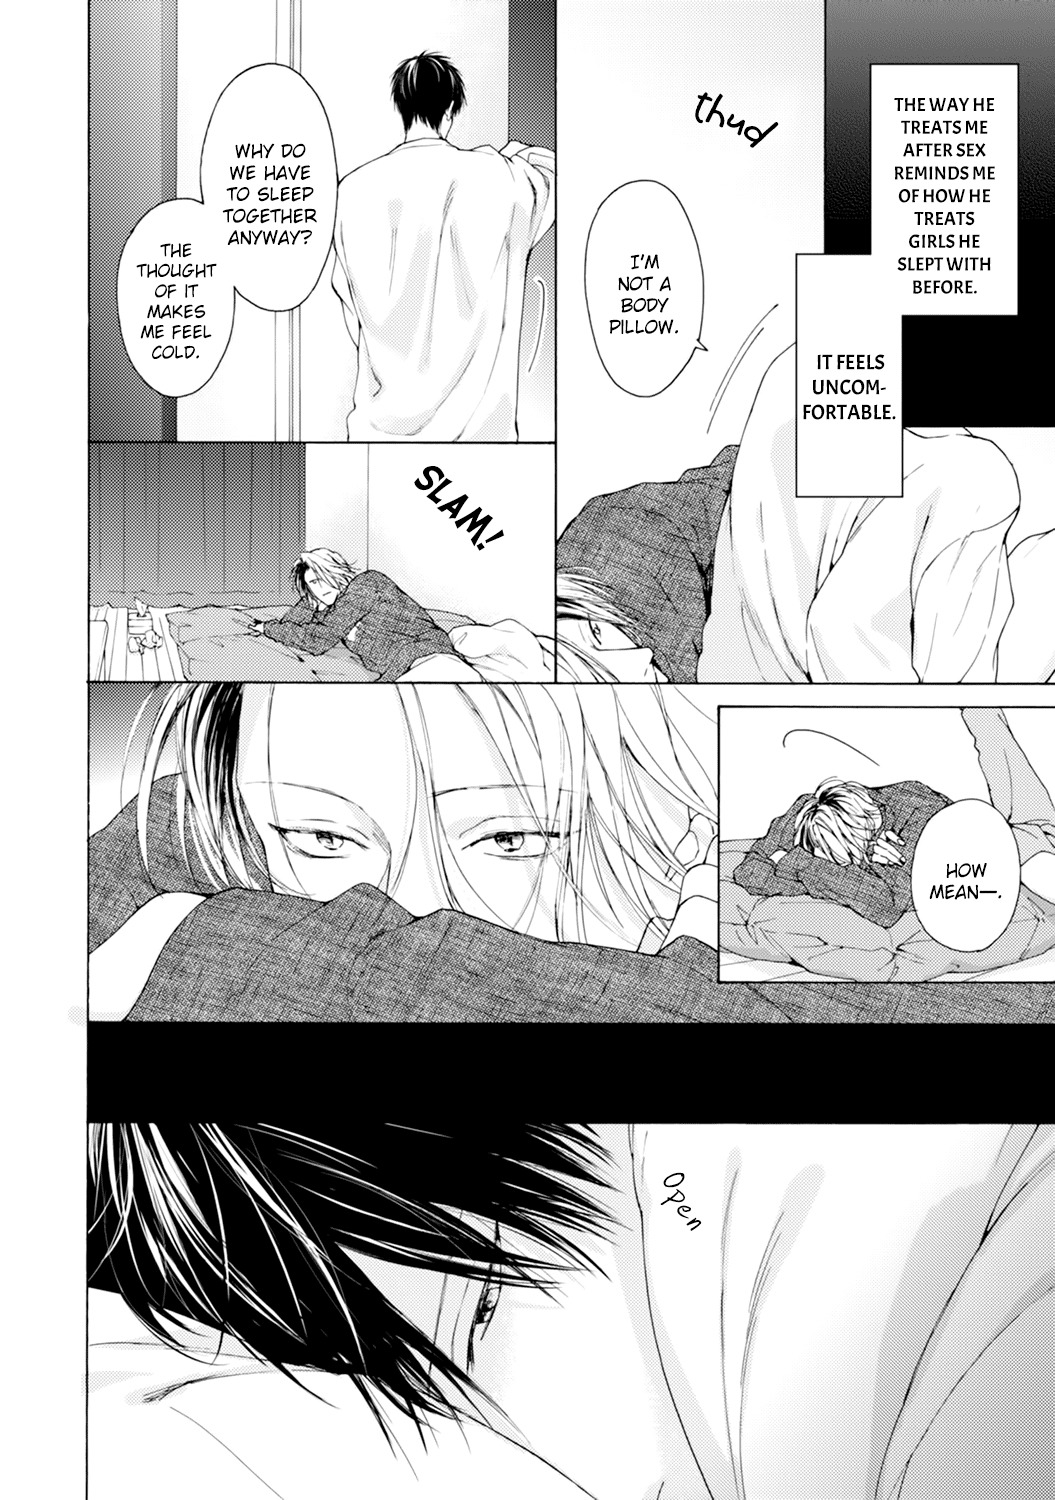 THE WAY HE
TREATS ME
AFTER SEX
REMINDS ME
OF HOW HE
TREATS
GIRLS HE
SLEPT WITH
BEFORE.
IT FEELS
UNCOM-
FORTABLE.
thud
I'M
NOT A
BODY
PILLOW.
WHY DO
WE HAVE
TO SLEEP
TOGETHER
ANYWAY?
THE
THOUGHT
OF IT
MAKES
ME FEEL
COLD.
SLAM!
HOW
MEAN—.
Open